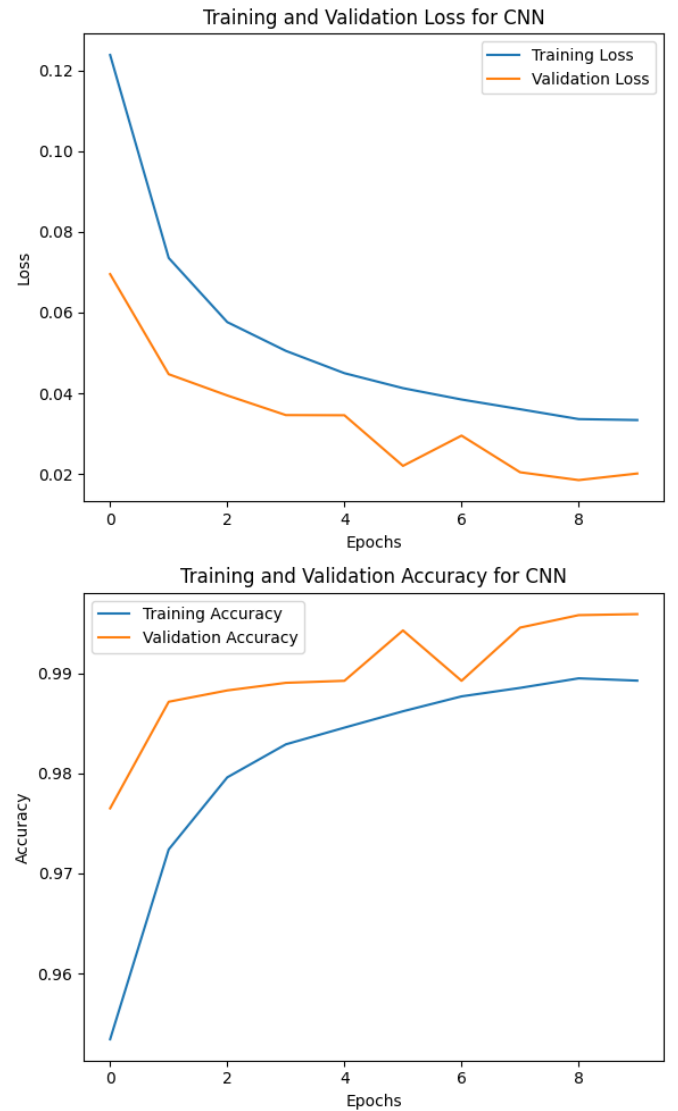 Training and Validation Loss for CNN
Training Loss
Validation Loss
0.12
0.10
0.08
0.06
0.04
0.02
Loss
0 2 4 6 8
Epochs
Training and Validation Accuracy for CNN
Training Accuracy
Validation Accuracy
0.99
0.98
0.97
0.96
Accuracy
0 2 4 6 8
Epochs